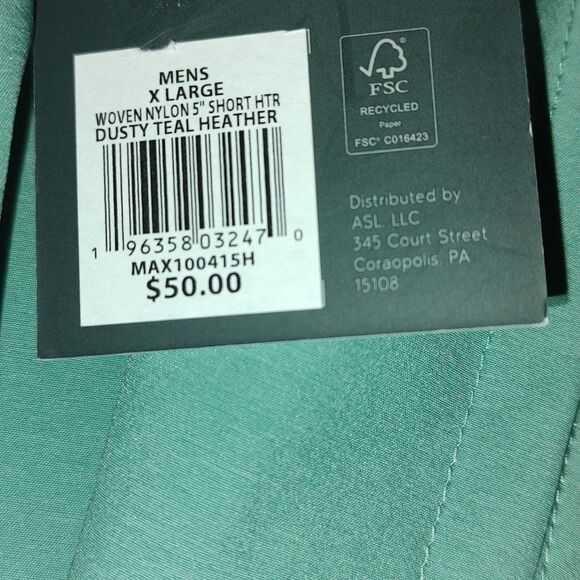 MENS
X LARGE
WOVEN NYLON 5" SHORT HTR
DUSTY TEAL HEATHER
1 96358 03247 0
MAX100415H
$50.00
FSC
RECYCLED
Paper
FSC® C016423
Distributed by
ASL, LLC
345 Court Street
Coraopolis, PA
15108